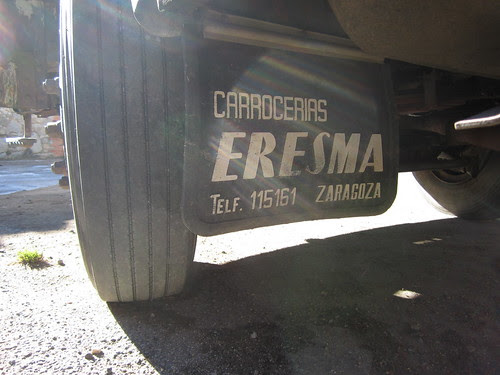 CARROCERIAS
ERESMA
TELF. 115161 ZARAGOZA